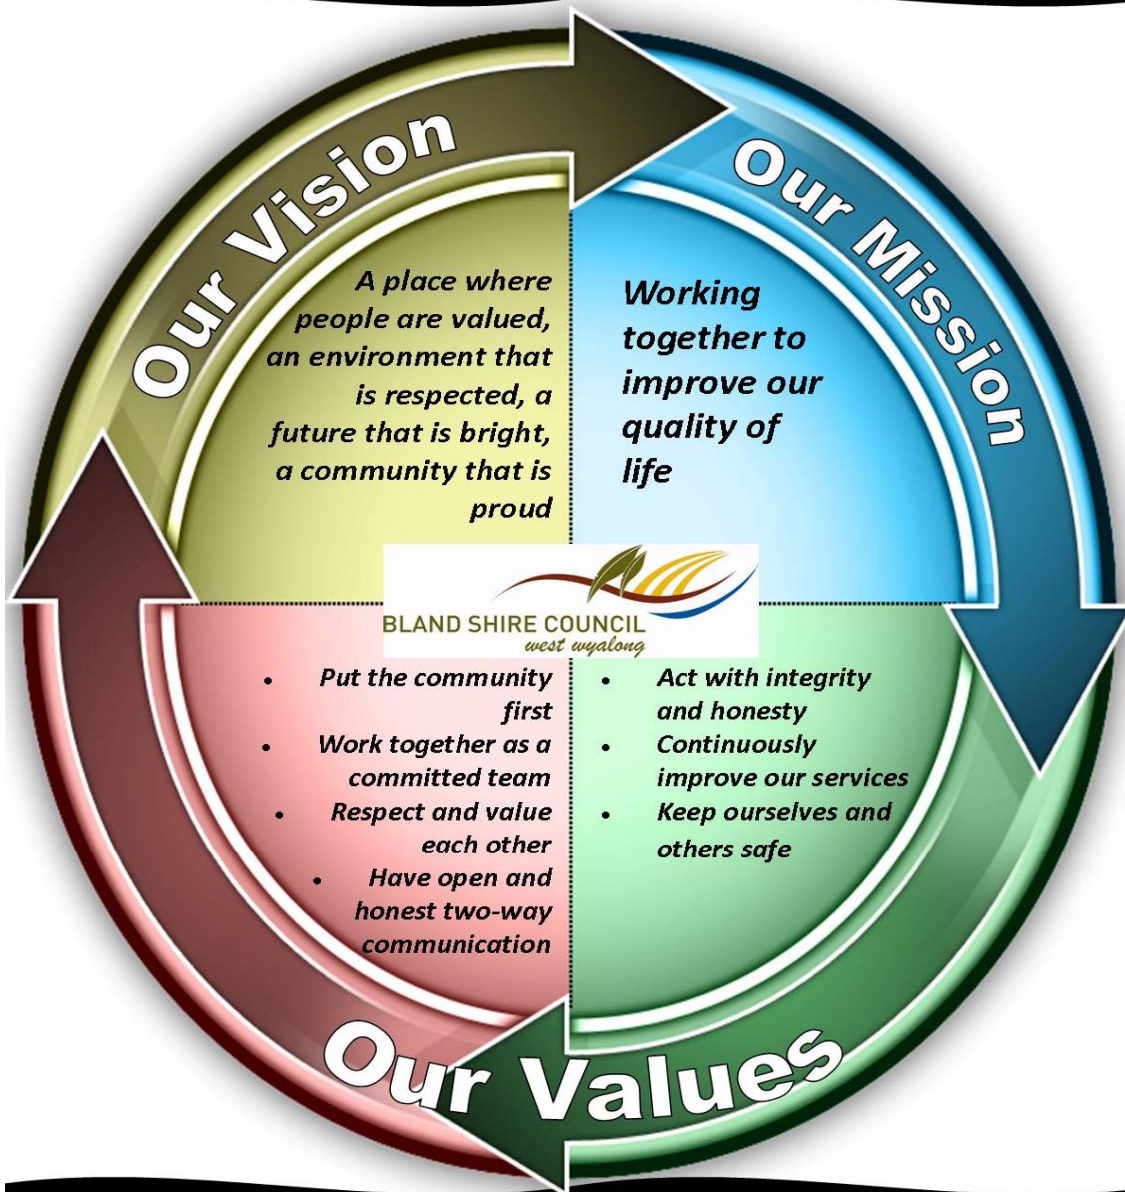 Our Vision
A place where
people are valued,
an environment that
is respected, a
future that is bright,
a community that is
proud
Our Mission
Working
together to
improve our
quality of
life
BLAND SHIRE COUNCIL
west wyalong
• Put the community
first
• Work together as a
committed team
• Respect and value
each other
• Have open and
honest two-way
communication
• Act with integrity
and honesty
• Continuously
improve our services
• Keep ourselves and
others safe
Our Values